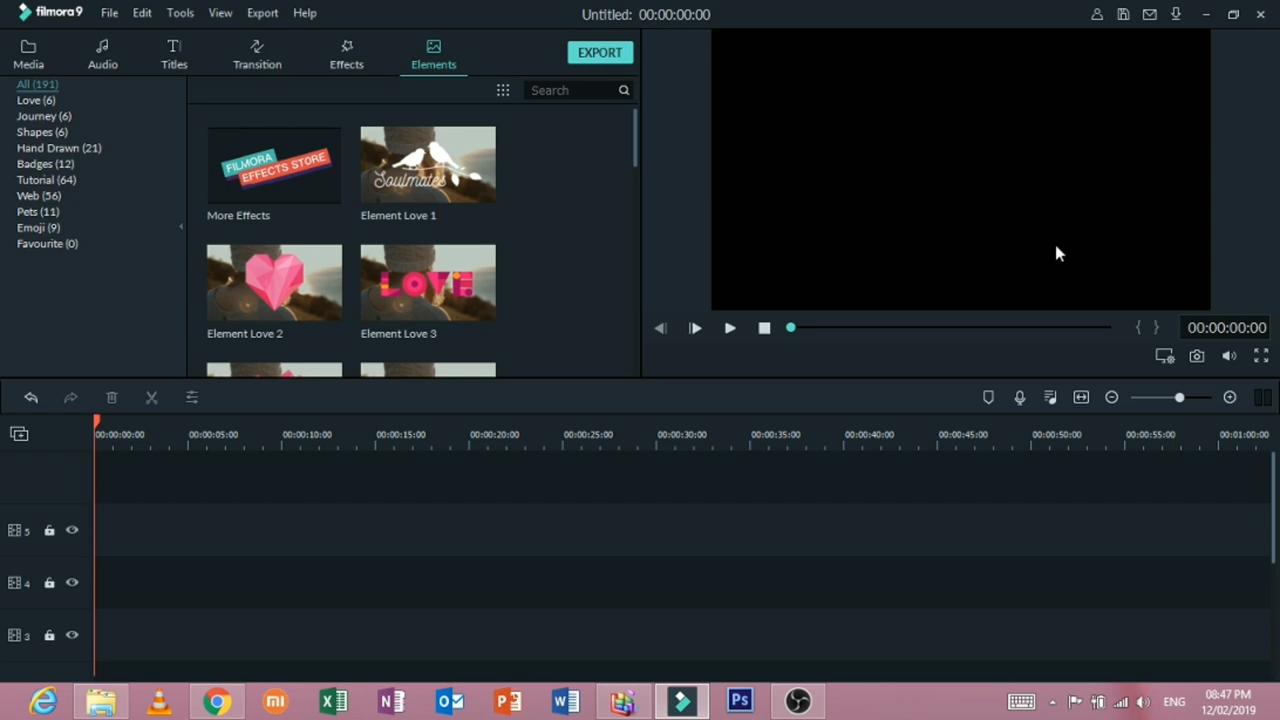 filmora9 File Edit Tools View Export Help Untitled: 00:00:00:00
Media Audio Titles Transition Effects Elements EXPORT
All (191)
Love (6)
Journey (6)
Shapes (6)
Hand Drawn (21)
Badges (12)
Tutorial (64)
Web (56)
Pets (11)
Emoji (9)
Favourite (0)
Search
FILMORA
EFFECTS STORE
Soulmates
More Effects
Element Love 1
LOVE
Element Love 2
Element Love 3
00:00:00:00
00:00:00:00 00:00:05:00 00:00:10:00 00:00:15:00 00:00:20:00 00:00:25:00 00:00:30:00 00:00:35:00 00:00:40:00 00:00:45:00 00:00:50:00 00:00:55:00 00:01:00:00
5
4
3
mi
Ps
ENG
08:47 PM
12/02/2019